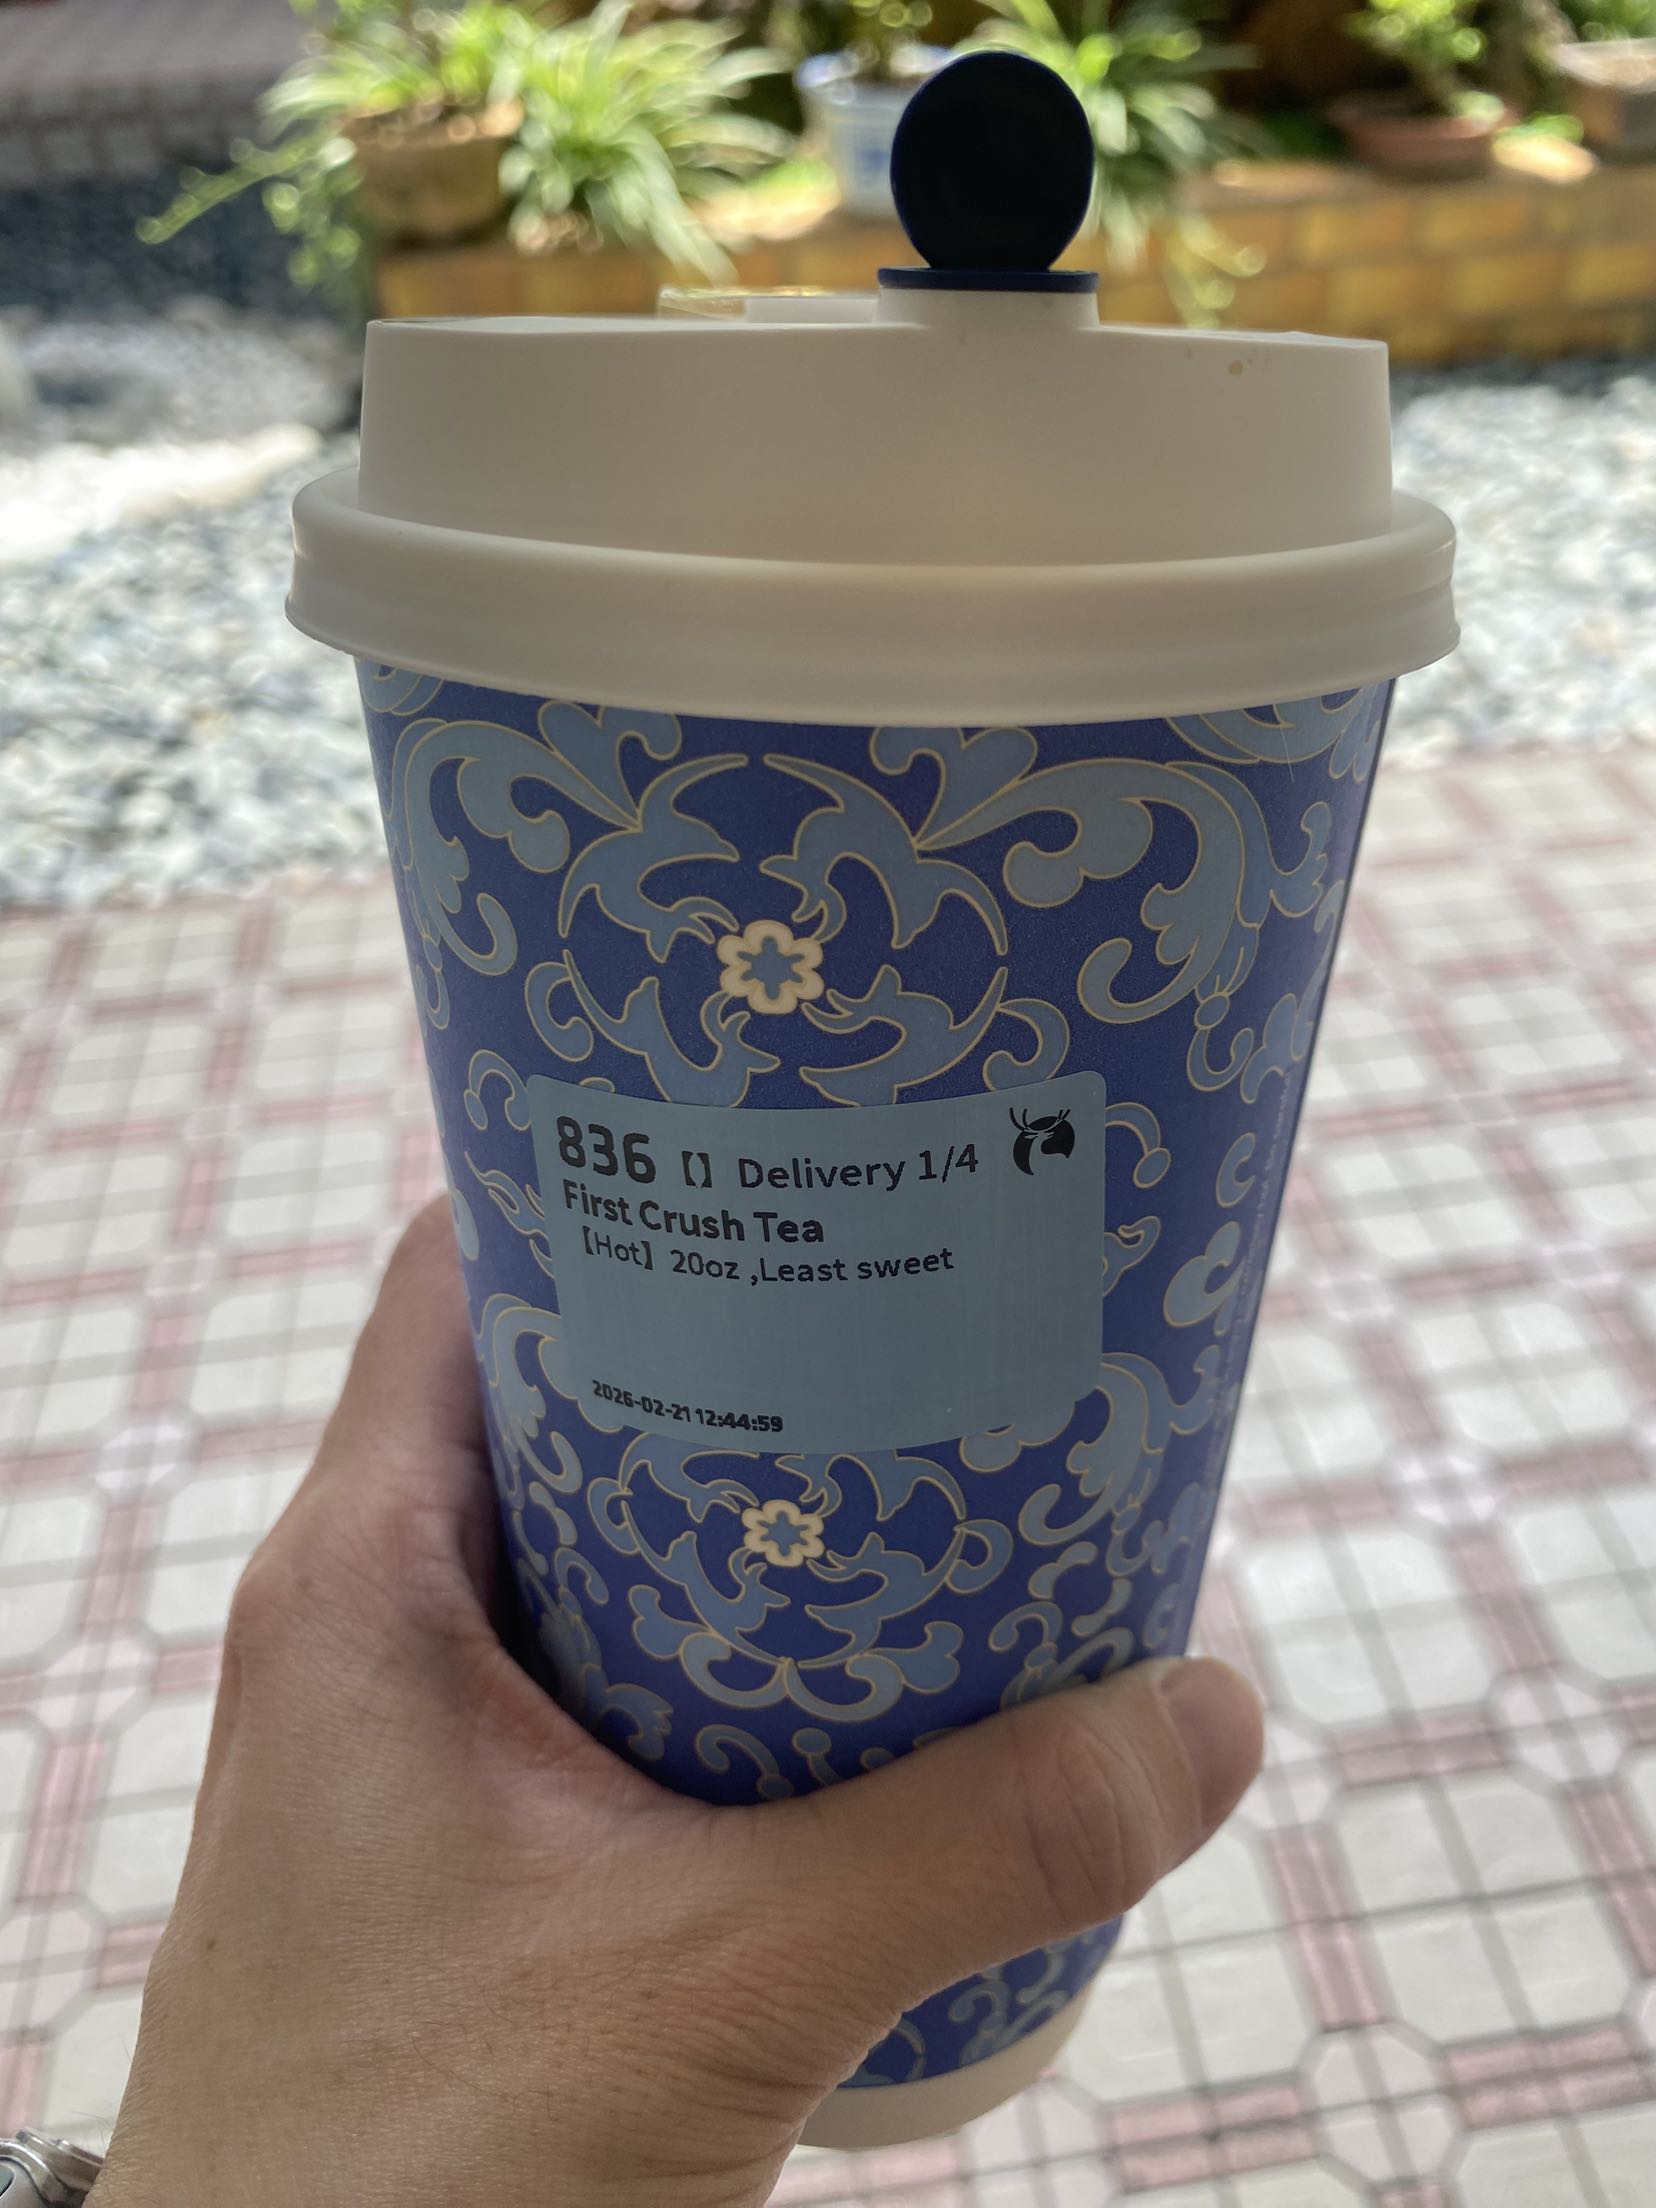 836【】Delivery 1/4
First Crush Tea
【Hot】20oz ,Least sweet
2026-02-21 12:44:59